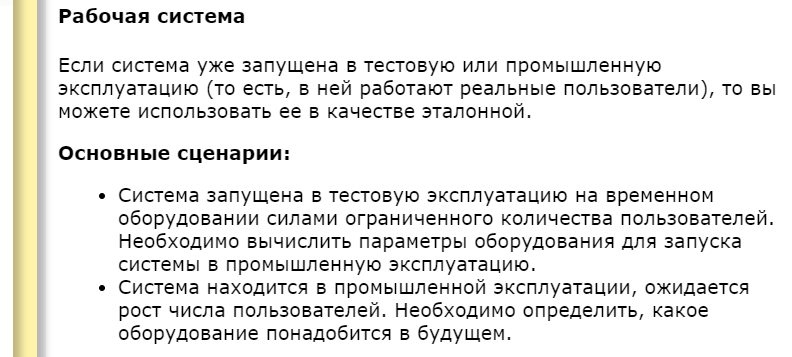 Рабочая система
Если система уже запущена в тестовую или промышленную
эксплуатацию (то есть, в ней работают реальные пользователи), то вы
можете использовать ее в качестве эталонной.
Основные сценарии:
• Система запущена в тестовую эксплуатацию на временном
оборудовании силами ограниченного количества пользователей.
Необходимо вычислить параметры оборудования для запуска
системы в промышленную эксплуатацию.
• Система находится в промышленной эксплуатации, ожидается
рост числа пользователей. Необходимо определить, какое
оборудование понадобится в будущем.